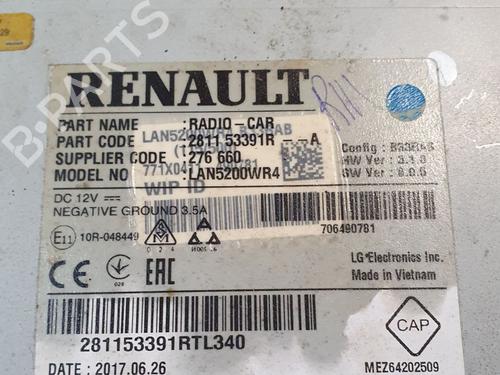 RENAULT
PART NAME : RADIO-CAR
PART CODE : 281153391R -A
SUPPLIER CODE : 276 660
MODEL NO : LAN5200WR4
WIP ID
DC 12V
NEGATIVE GROUND 3.5A
E11 10R-048449
706490781
LG Electronics Inc.
Made in Vietnam
CE
EAC
281153391RTL340
CAP
DATE : 2017.06.26
MEZ64202509
B-PARTS